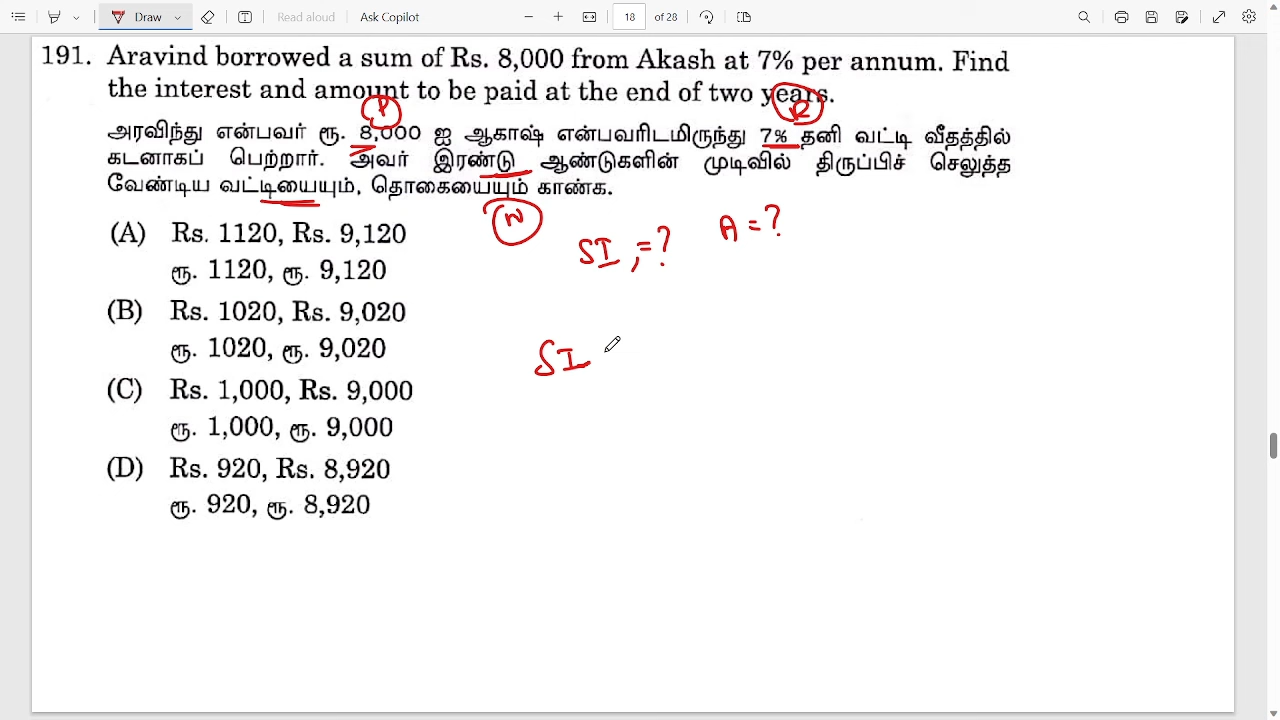 Draw
Read aloud
Ask Copilot
18
of 28
191. Aravind borrowed a sum of Rs. 8,000 from Akash at 7% per annum. Find
the interest and amount to be paid at the end of two years.
P
R
அரவிந்து என்பவர் ரூ. 8,000 ஐ ஆகாஷ் என்பவரிடமிருந்து 7% தனி வட்டி வீதத்தில்
கடனாகப் பெற்றார். அவர் இரண்டு ஆண்டுகளின் முடிவில் திருப்பிச் செலுத்த
வேண்டிய வட்டியையும், தொகையையும் காண்க.
N
(A) Rs. 1120, Rs. 9,120
ரூ. 1120, ரூ. 9,120
SI, =?
A = ?
(B) Rs. 1020, Rs. 9,020
ரூ. 1020, ரூ. 9,020
SI
(C) Rs. 1,000, Rs. 9,000
ரூ. 1,000, ரூ. 9,000
(D) Rs. 920, Rs. 8,920
ரூ. 920, ரூ. 8,920